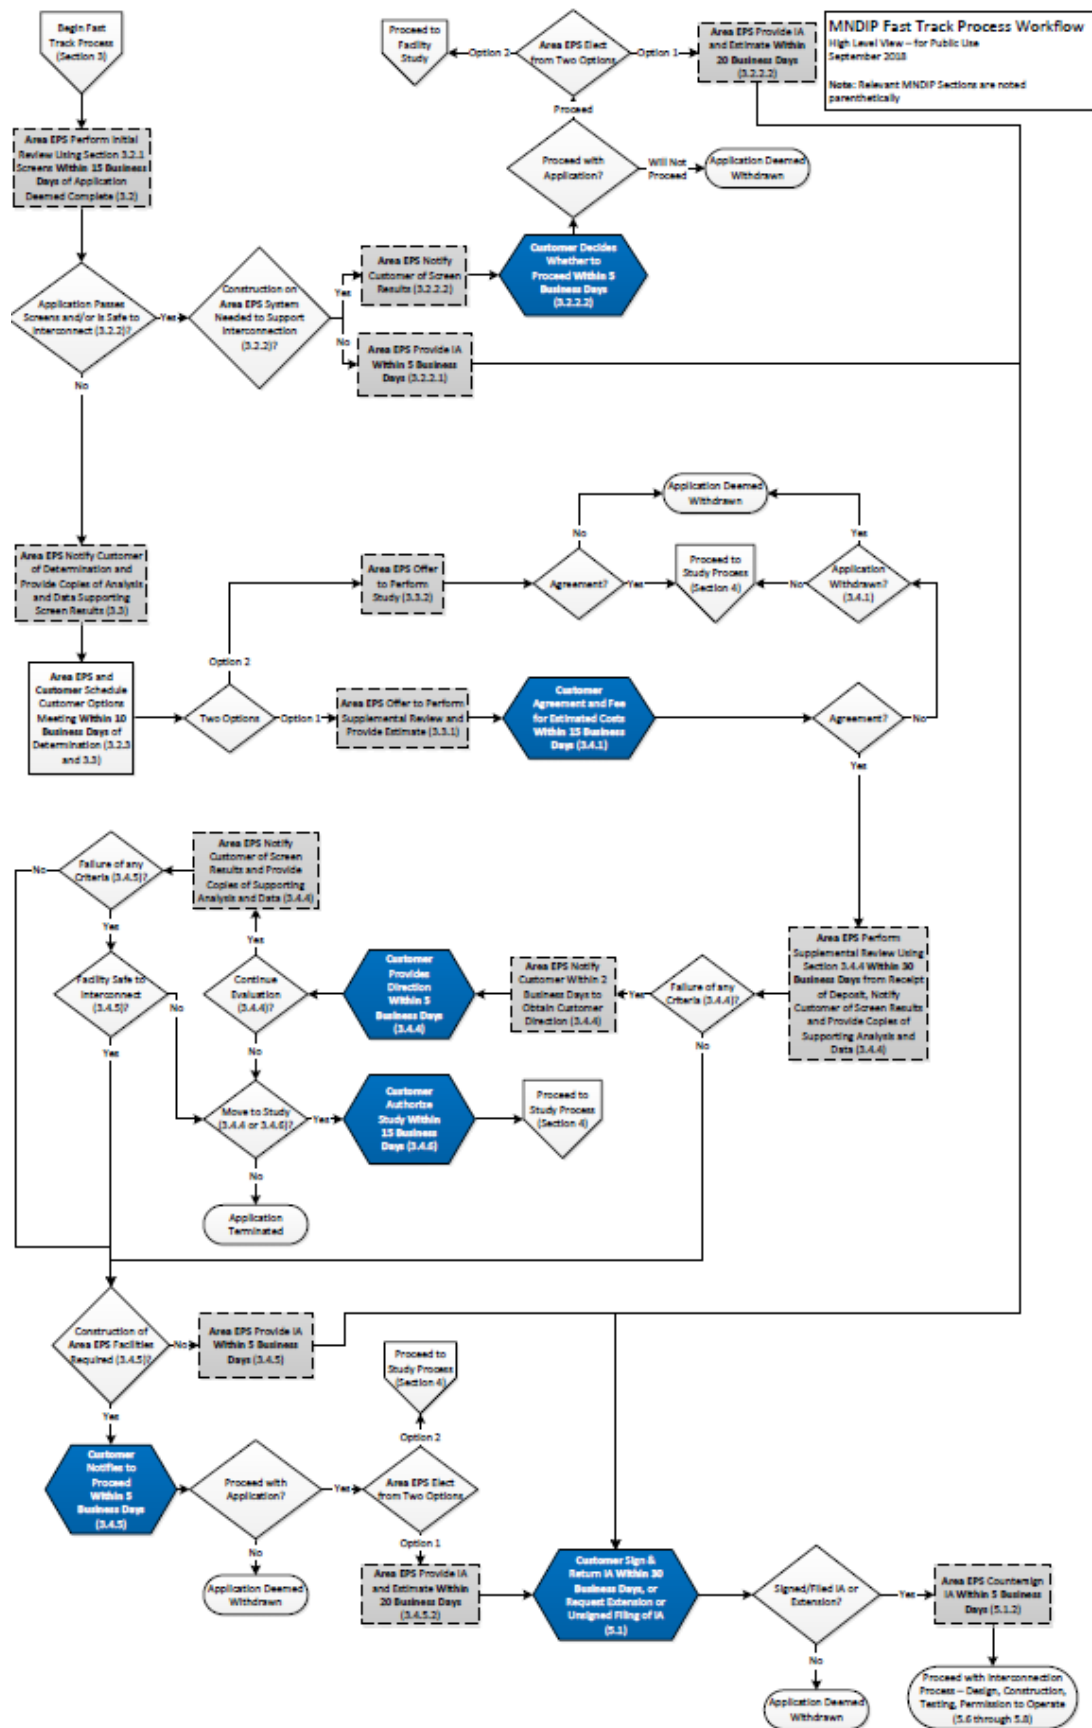 MNDIP Fast Track Process Workflow
High Level View – for Public Use
September 2018
Note: Relevant MNDIP Sections are noted
parenthetically
Begin Fast
Track Process
(Section 3)
Proceed to
Facility
Study
Option 2
Area EPS Elect
from Two Options
Option 1
Area EPS Provide IA
and Estimate Within
20 Business Days
(3.2.2.2)
Proceed
Area EPS Perform Initial
Review Using Section 3.2.1
Screens Within 15 Business
Days of Application
Deemed Complete (3.2)
Proceed with
Application?
Will Not
Proceed
Application Deemed
Withdrawn
Customer Decides
Whether to
Proceed Within 5
Business Days
(3.2.2.2)
Area EPS Notify
Customer of Screen
Results (3.2.2.2)
Yes
Application Passes
Screens and/or is Safe to
Interconnect (3.2.2)?
Yes
Construction on
Area EPS System
Needed to Support
Interconnection
(3.2.2)?
No
Area EPS Provide IA
Within 5 Business
Days (3.2.2.1)
No
Application Deemed
Withdrawn
No
Yes
Area EPS Notify Customer
of Determination and
Provide Copies of Analysis
and Data Supporting
Screen Results (3.3)
Area EPS Offer
to Perform
Study (3.3.2)
Agreement?
Yes
Proceed to
Study Process
(Section 4)
No
Application
Withdrawn?
(3.4.1)
Option 2
Area EPS and
Customer Schedule
Customer Options
Meeting Within 10
Business Days of
Determination (3.2.3
and 3.3)
Two Options
Option 1
Area EPS Offer to Perform
Supplemental Review and
Provide Estimate (3.3.1)
Customer
Agreement and Fee
for Estimated Costs
Within 15 Business
Days (3.4.1)
Agreement?
No
Yes
No
Failure of any
Criteria (3.4.5)?
Area EPS Notify
Customer of Screen
Results and Provide
Copies of Supporting
Analysis and Data (3.4.4)
Yes
Yes
Facility Safe to
Interconnect
(3.4.5)?
No
Continue
Evaluation
(3.4.4)?
Customer
Provides
Direction
Within 5
Business Days
(3.4.4)
Area EPS Notify
Customer Within 2
Business Days to
Obtain Customer
Direction (3.4.4)
Yes
Failure of any
Criteria (3.4.4)?
Area EPS Perform
Supplemental Review Using
Section 3.4.4 Within 30
Business Days from Receipt
of Deposit, Notify
Customer of Screen Results
and Provide Copies of
Supporting Analysis and
Data (3.4.4)
Yes
No
No
Move to Study
(3.4.4 or 3.4.6)?
Yes
Customer
Authorize
Study Within
15 Business
Days (3.4.6)
Proceed to
Study Process
(Section 4)
No
Application
Terminated
Construction of
Area EPS Facilities
Required (3.4.5)?
No
Area EPS Provide IA
Within 5 Business
Days (3.4.5)
Proceed to
Study Process
(Section 4)
Yes
Option 2
Customer
Notifies to
Proceed
Within 5
Business Days
(3.4.5)
Proceed with
Application?
Yes
Area EPS Elect
from Two Options
No
Option 1
Application Deemed
Withdrawn
Area EPS Provide IA
and Estimate Within
20 Business Days
(3.4.5.2)
Customer Sign &
Return IA Within 30
Business Days, or
Request Extension or
Unsigned Filing of IA
(5.1)
Signed/Filed IA or
Extension?
Yes
Area EPS Countersign
IA Within 5 Business
Days (5.1.2)
No
Application Deemed
Withdrawn
Proceed with Interconnection
Process – Design, Construction,
Testing, Permission to Operate
(5.6 through 5.8)